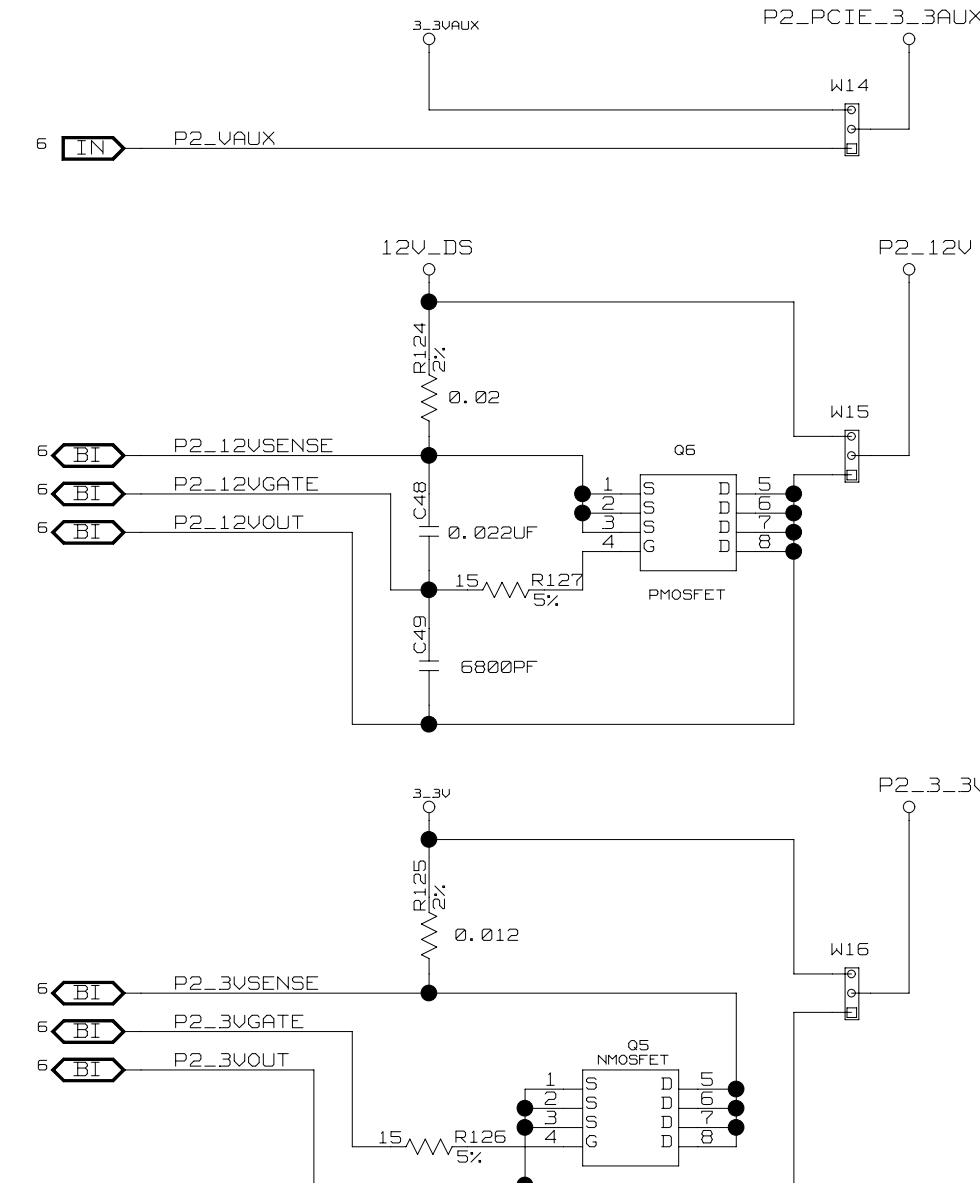 3_3VAUX
P2_PCIE_3_3AUX
W14
6 IN P2_VAUX
12V_DS
P2_12V
R124
2%
0.02
W15
6 BI P2_12VSENSE
Q6
6 BI P2_12VGATE
C48
1 S D 5
2 S D 6
6 BI P2_12VOUT
0.022UF
3 S D 7
4 G D 8
15 R127
5%
PMOSFET
C49
6800PF
3_3V
P2_3_3V
R125
2%
0.012
W16
6 BI P2_3VSENSE
6 BI P2_3VGATE
Q5
NMOSFET
6 BI P2_3VOUT
1 S D 5
2 S D 6
3 S D 7
15 R126 4 G D 8
5%